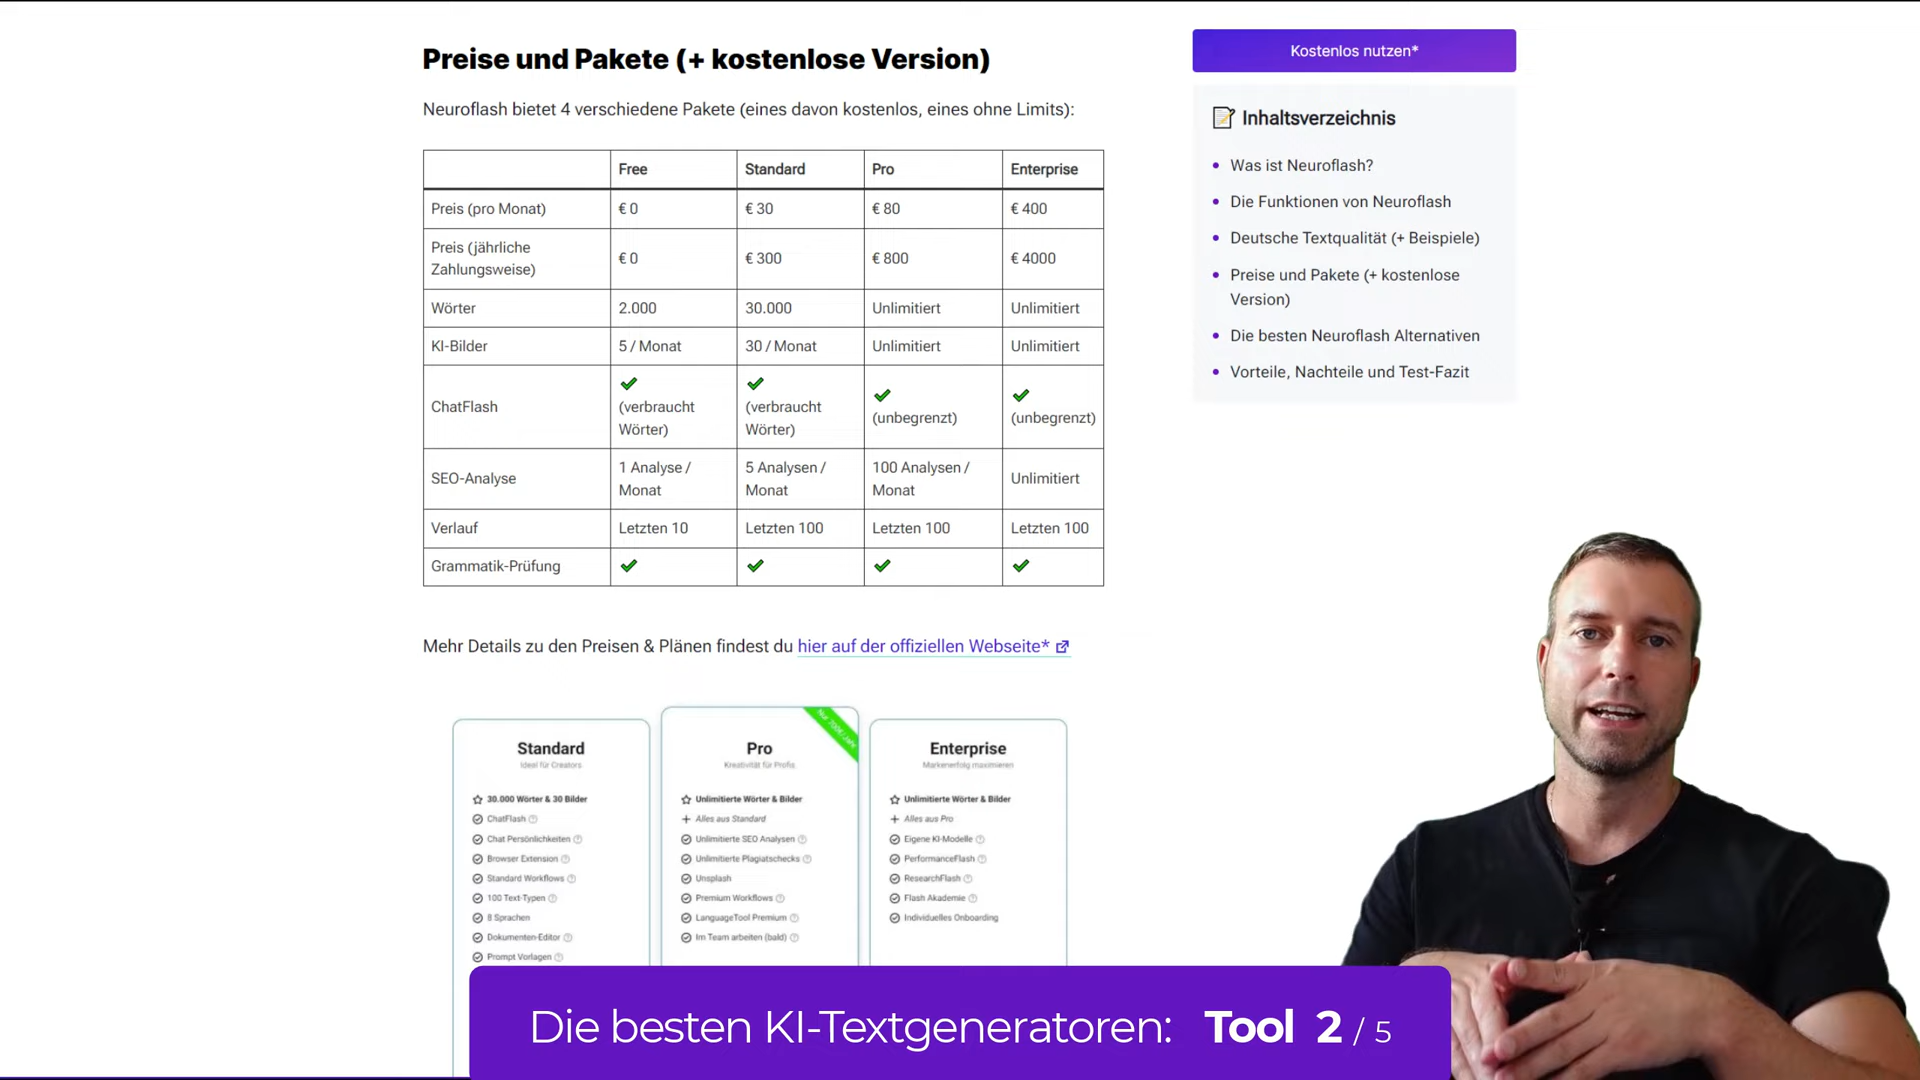 Preise und Pakete (+ kostenlose Version)
Neuroflash bietet 4 verschiedene Pakete (eines davon kostenlos, eines ohne Limits):
Free Standard Pro Enterprise
Preis (pro Monat) € 0 € 30 € 80 € 400
Preis (jährliche Zahlungsweise) € 0 € 300 € 800 € 4000
Wörter 2.000 30.000 Unlimitiert Unlimitiert
KI-Bilder 5 / Monat 30 / Monat Unlimitiert Unlimitiert
ChatFlash (verbraucht Wörter) (verbraucht Wörter) (unbegrenzt) (unbegrenzt)
SEO-Analyse 1 Analyse / Monat 5 Analysen / Monat 100 Analysen / Monat Unlimitiert
Verlauf Letzten 10 Letzten 100 Letzten 100 Letzten 100
Grammatik-Prüfung
Mehr Details zu den Preisen & Plänen findest du hier auf der offiziellen Webseite*
Standard
Ideal für Creators
30.000 Wörter & 30 Bilder
ChatFlash
Chat Persönlichkeiten
Browser Extension
Standard Workflows
100 Text-Typen
8 Sprachen
Dokumenten-Editor
Prompt Vorlagen
Pro
Kreativität für Profis
Unlimitierte Wörter & Bilder
Alles aus Standard
Unlimitierte SEO Analysen
Unlimitierte Plagiatschecks
Unsplash
Premium Workflows
LanguageTool Premium
Im Team arbeiten (bald)
Enterprise
Markenerfolg maximieren
Unlimitierte Wörter & Bilder
Alles aus Pro
Eigene KI-Modelle
PerformanceFlash
ResearchFlash
Flash Akademie
Individuelles Onboarding
Kostenlos nutzen*
Inhaltsverzeichnis
Was ist Neuroflash?
Die Funktionen von Neuroflash
Deutsche Textqualität (+ Beispiele)
Preise und Pakete (+ kostenlose
Version)
Die besten Neuroflash Alternativen
Vorteile, Nachteile und Test-Fazit
Die besten KI-Textgeneratoren: Tool 2 / 5